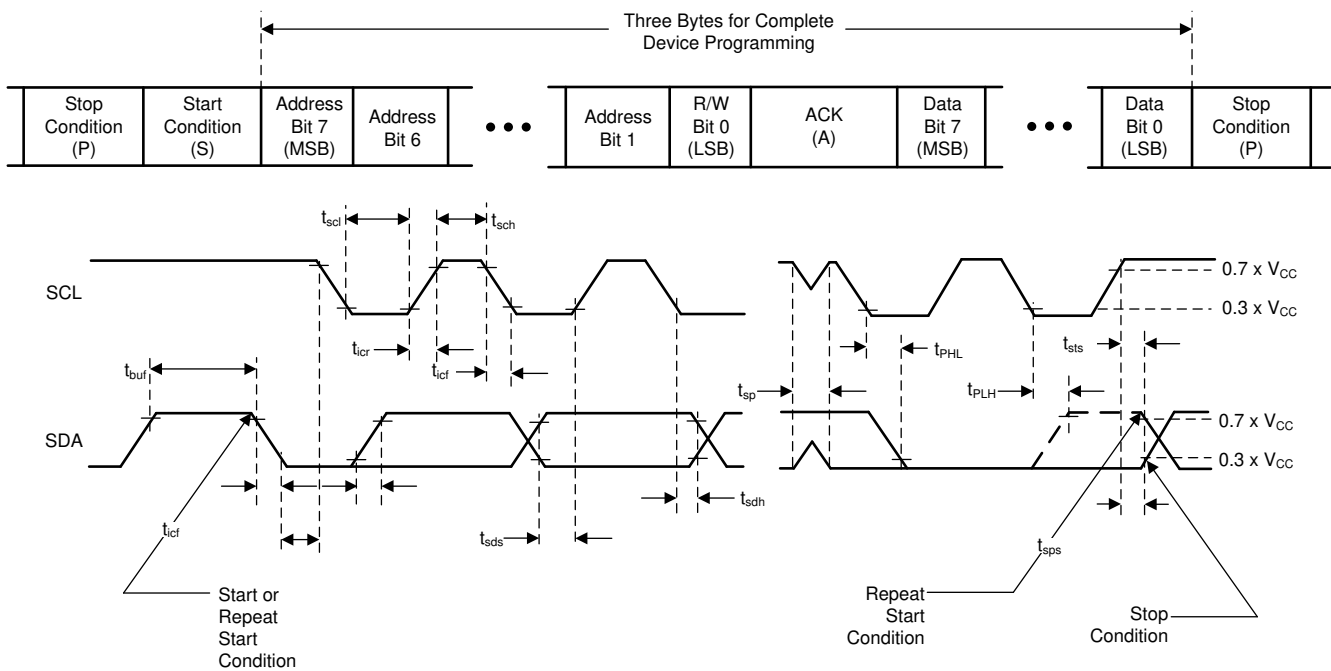 Three Bytes for Complete
Device Programming
Stop
Condition
(P)
Start
Condition
(S)
Address
Bit 7
(MSB)
Address
Bit 6
• • •
Address
Bit 1
R/W
Bit 0
(LSB)
ACK
(A)
Data
Bit 7
(MSB)
• • •
Data
Bit 0
(LSB)
Stop
Condition
(P)
tscl
tsch
SCL
0.7 x VCC
0.3 x VCC
ticr
ticf
tPHL
tsts
tbuf
tsp
tPLH
SDA
0.7 x VCC
0.3 x VCC
ticf
tsds
tsdh
tsps
Start or
Repeat
Start
Condition
Repeat
Start
Condition
Stop
Condition